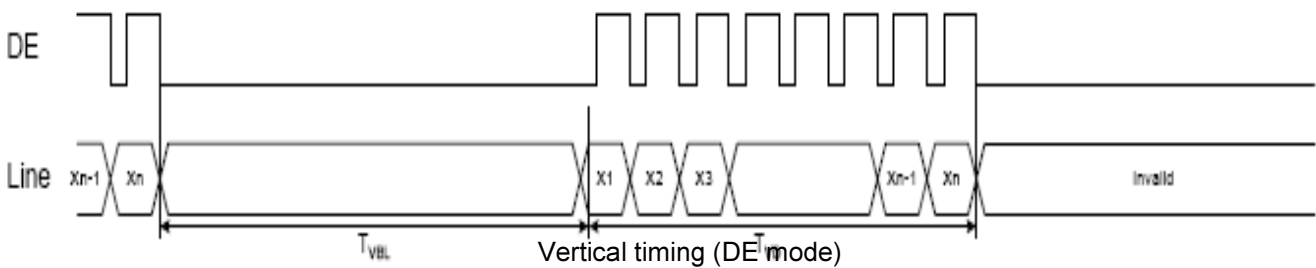 DE
Line Xn-1 Xn X1 X2 X3 Xn-1 Xn Invalid
TVBL Vertical timing (DE mode)